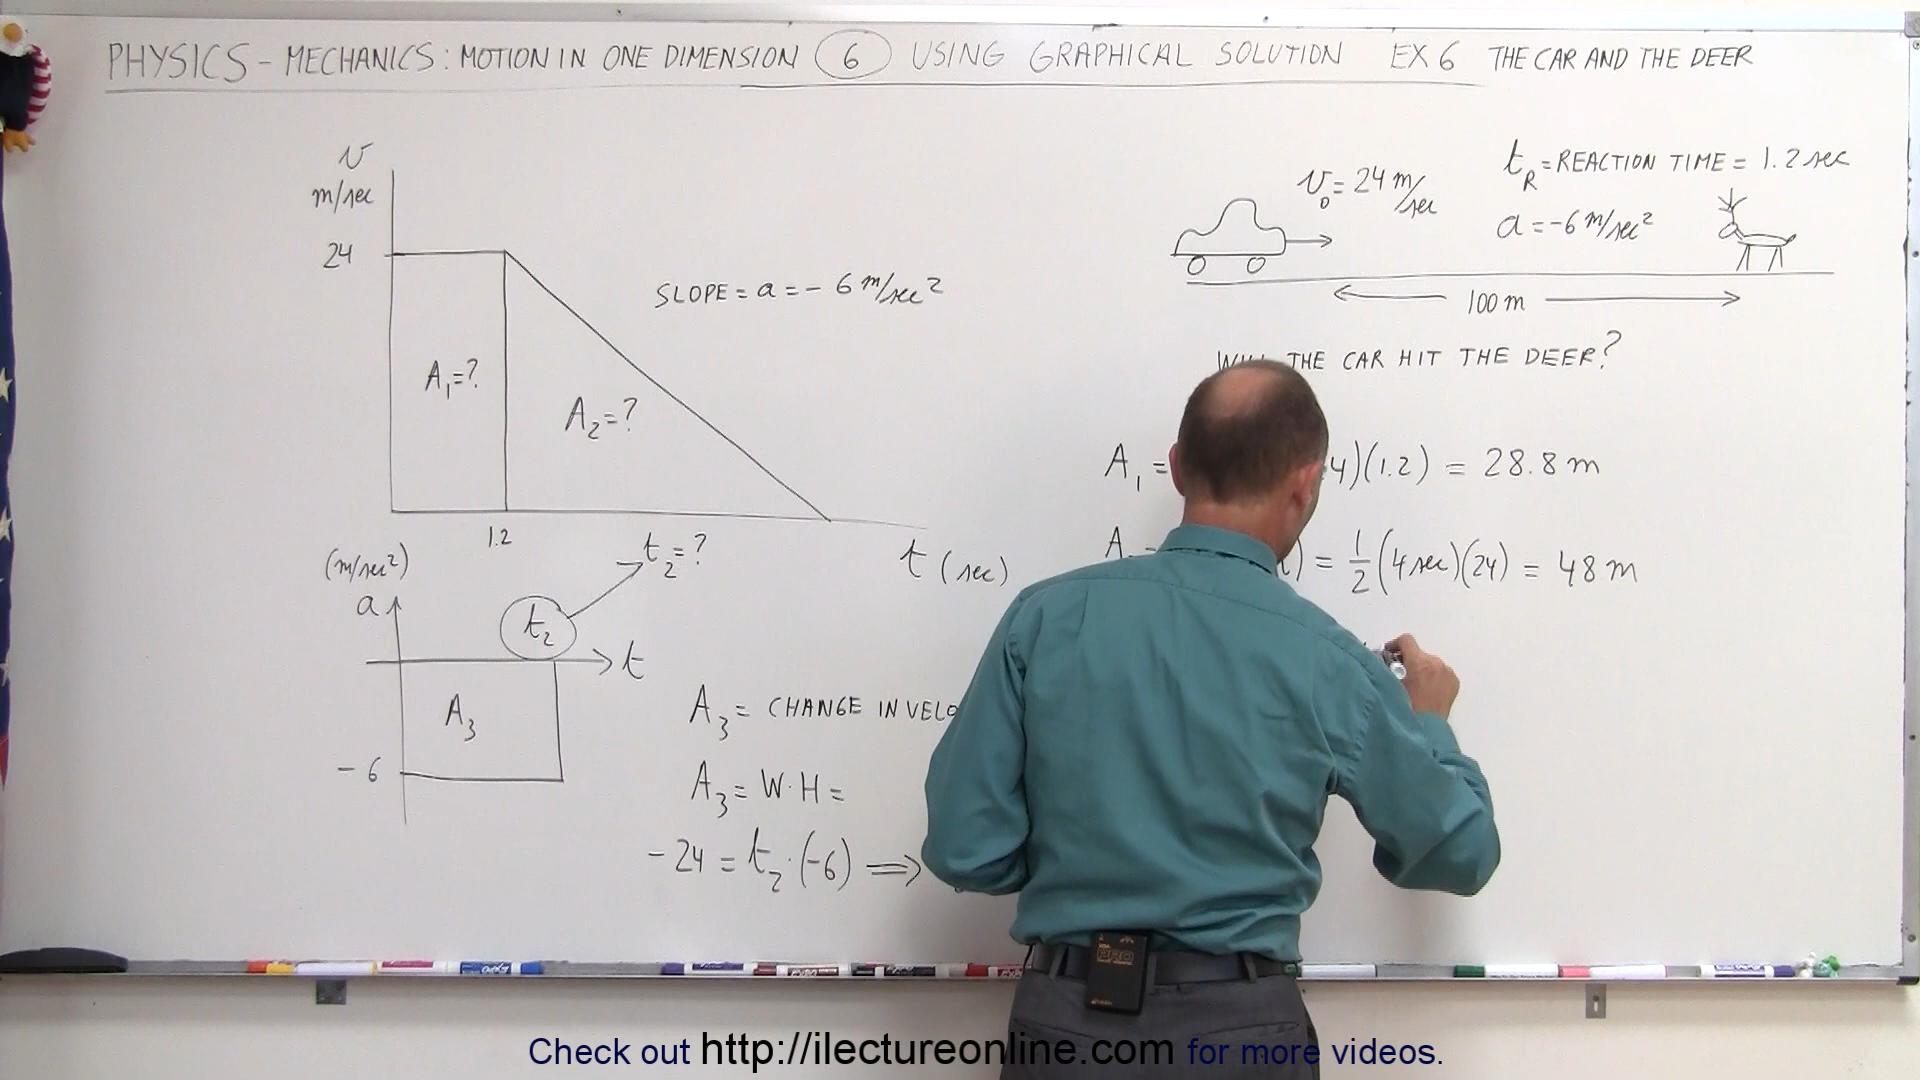 PHYSICS - MECHANICS: MOTION IN ONE DIMENSION 6 USING GRAPHICAL SOLUTION EX 6 THE CAR AND THE DEER
v
m/sec
24
A₁=?
A₂=?
1.2
t₂=?
t (sec)
SLOPE = a = - 6 m/sec²
(m/sec²)
a
t₂
t
A₃
- 6
A₃ = CHANGE IN VELO
A₃ = W·H =
-24 = t₂·(-6) ⇒
v₀ = 24 m/sec
t_R = REACTION TIME = 1.2 sec
a = -6 m/sec²
100 m
THE CAR HIT THE DEER?
A₁ = 4)(1.2) = 28.8 m
A = ) = 1/2 (4 sec)(24) = 48 m
Check out http://ilectureonline.com for more videos.